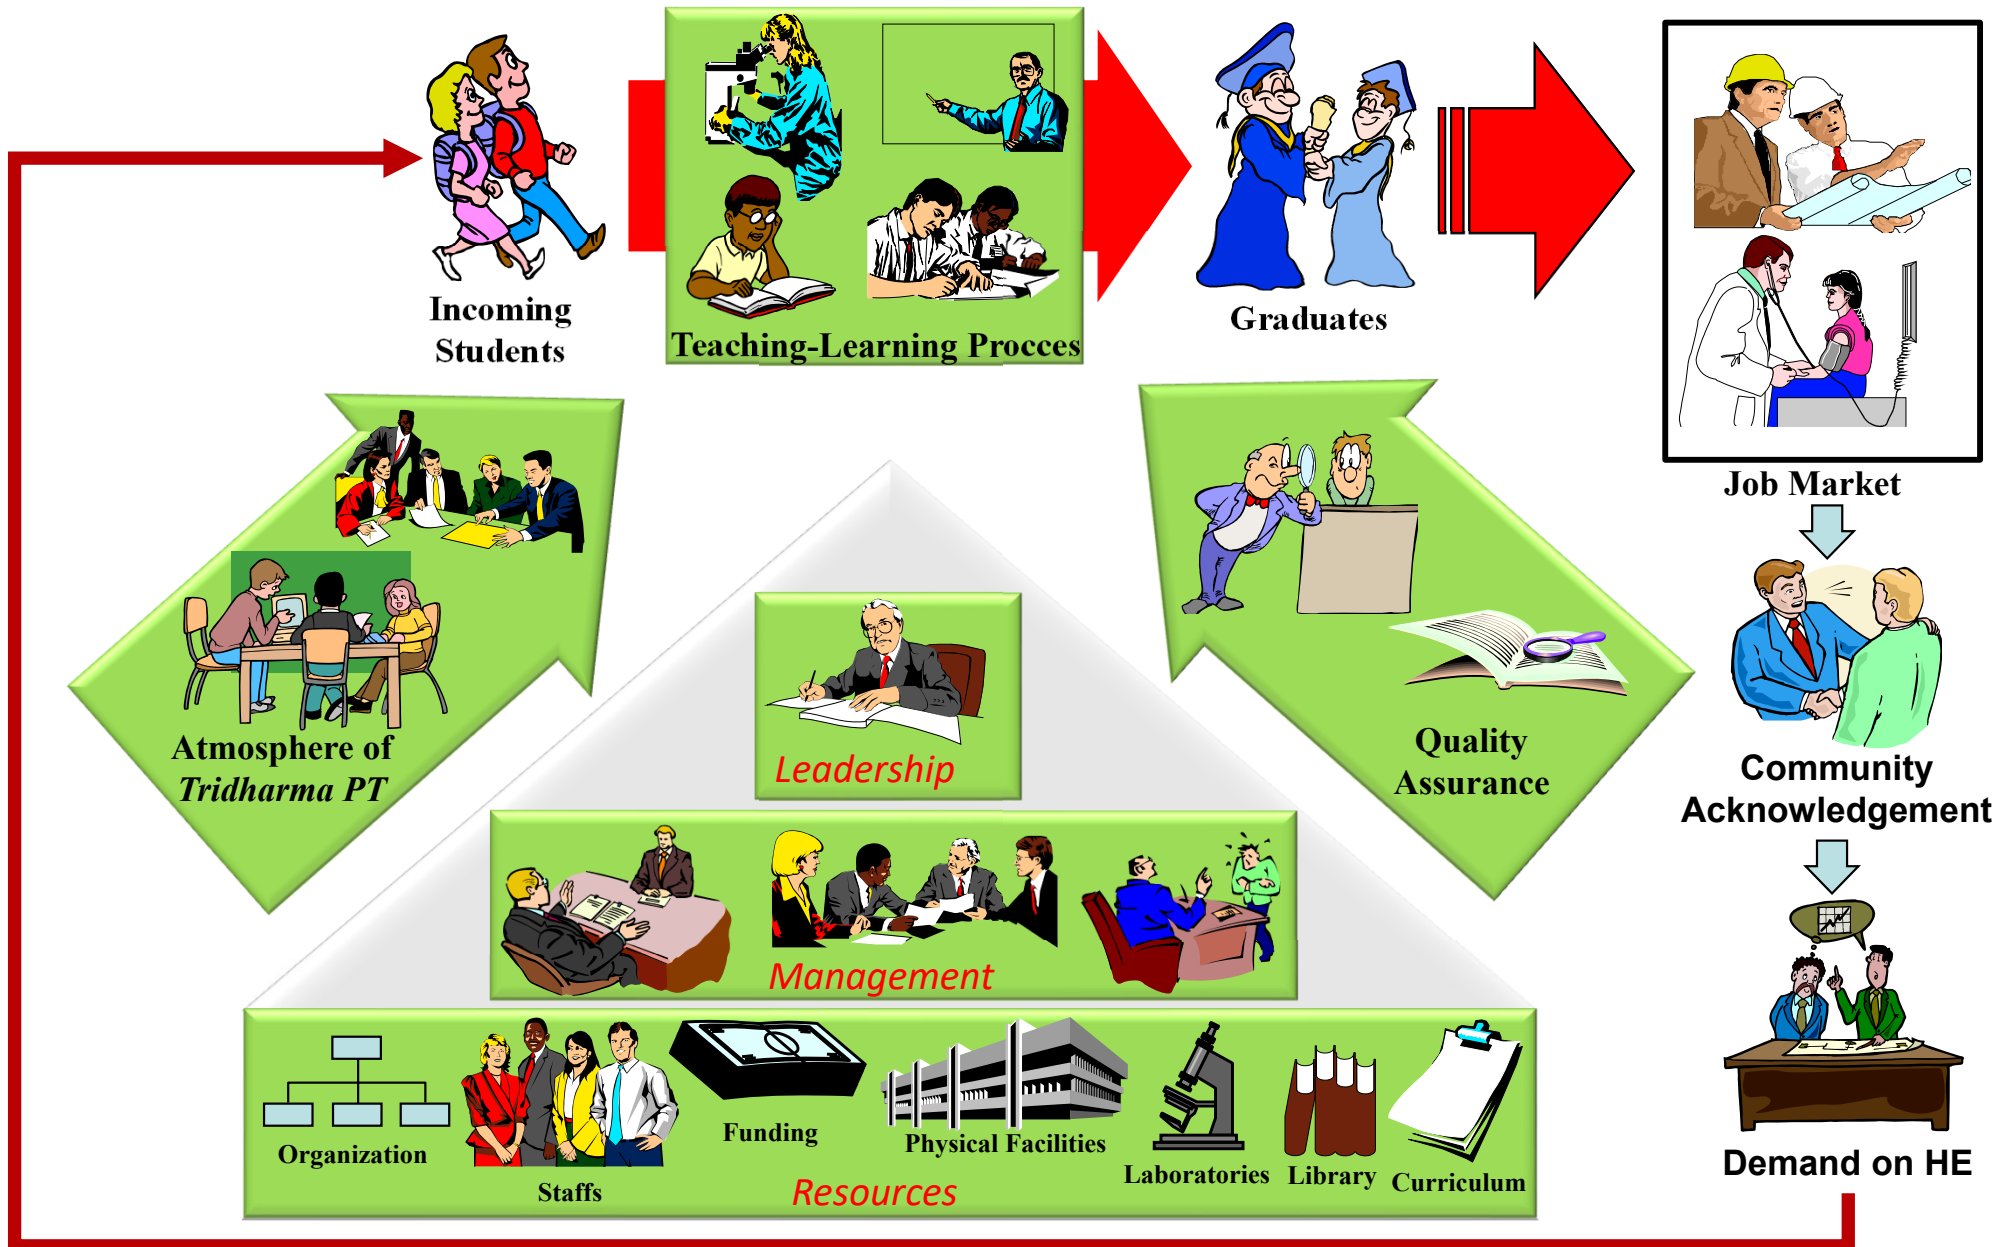 Incoming
Students
Teaching-Learning Procces
Graduates
Job Market
Atmosphere of
Tridharma PT
Quality
Assurance
Community
Acknowledgement
Leadership
Management
Organization
Staffs
Funding
Physical Facilities
Laboratories
Library
Curriculum
Resources
Demand on HE